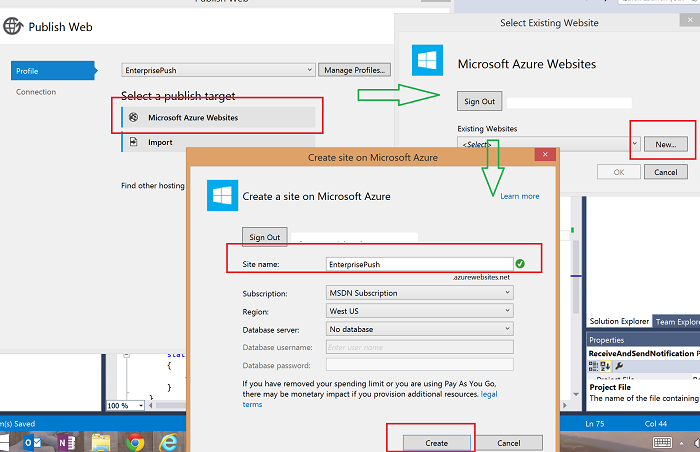 Publish Web
Publish Web
Profile
Connection
EnterprisePush
Manage Profiles...
Select a publish target
Microsoft Azure Websites
Import
Find other hosting
Select Existing Website
Microsoft Azure Websites
Sign Out
Existing Websites
<Select>
New...
OK
Cancel
Create site on Microsoft Azure
Create a site on Microsoft Azure
Learn more
Sign Out
Site name:
EnterprisePush
.azurewebsites.net
Subscription:
MSDN Subscription
Region:
West US
Database server:
No database
Database username:
Enter user name
Database password:
If you have removed your spending limit or you are using Pay As You Go,
there may be monetary impact if you provision additional resources. legal
terms
Create
Cancel
Solution Explorer
Team Explorer
Properties
ReceiveAndSendNotification
Project File
The name of the file containing
stat
{
}
}
100 %
m(s) Saved
Ln 75
Col 44